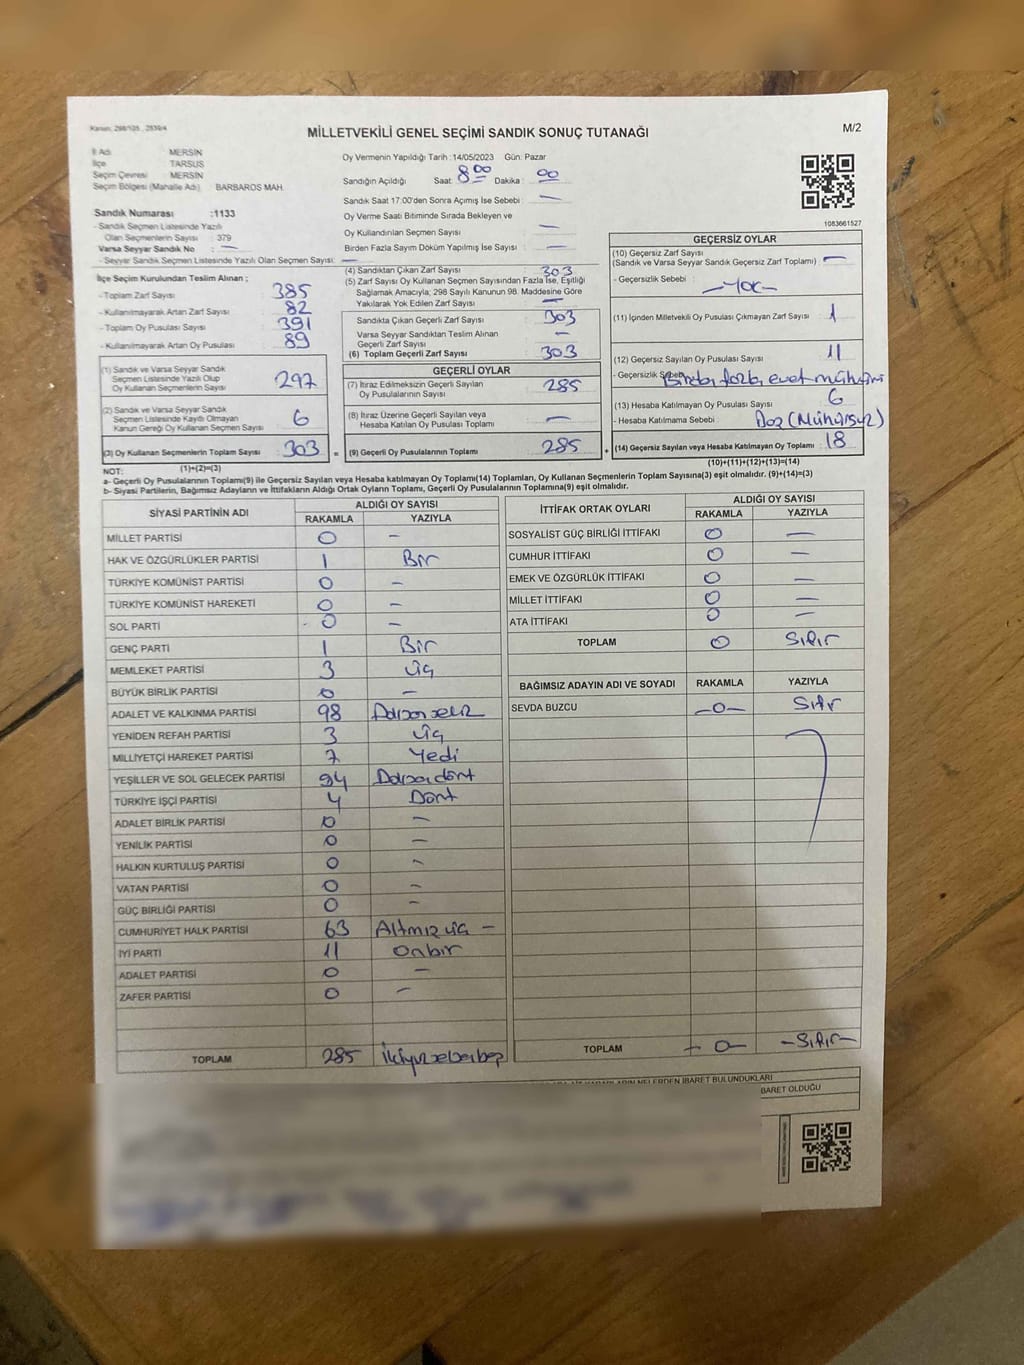 Kanun: 298/105 , 2839/4
MİLLETVEKİLİ GENEL SEÇİMİ SANDIK SONUÇ TUTANAĞI
M/2
İl Adı : MERSİN
İlçe : TARSUS
Seçim Çevresi : MERSİN
Seçim Bölgesi (Mahalle Adı) : BARBAROS MAH.
Sandık Numarası :1133
- Sandık Seçmen Listesinde Yazılı
Olan Seçmenlerin Sayısı : 379
Varsa Seyyar Sandık No : —
- Seyyar Sandık Seçmen Listesinde Yazılı Olan Seçmen Sayısı: —
Oy Vermenin Yapıldığı Tarih :14/05/2023 Gün: Pazar
Sandığın Açıldığı Saat: 8 00 Dakika : 00
Sandık Saat 17:00'den Sonra Açılmış İse Sebebi : —
Oy Verme Saati Bitiminde Sırada Bekleyen ve
Oy Kullandırılan Seçmen Sayısı —
Birden Fazla Sayım Döküm Yapılmış İse Sayısı : —
1083661527
İlçe Seçim Kurulundan Teslim Alınan ;
- Toplam Zarf Sayısı : 385
- Kullanılmayarak Artan Zarf Sayısı : 82
- Toplam Oy Pusulası Sayısı : 391
- Kullanılmayarak Artan Oy Pusulası : 89
(1) Sandık ve Varsa Seyyar Sandık
Seçmen Listesinde Yazılı Olup
Oy Kullanan Seçmenlerin Sayısı : 297
(2) Sandık ve Varsa Seyyar Sandık
Seçmen Listesinde Kaydı Olmayan
Kanun Gereği Oy Kullanan Seçmen Sayısı : 6
(3) Oy Kullanan Seçmenlerin Toplam Sayısı : 303
(1)+(2)=(3)
(4) Sandıktan Çıkan Zarf Sayısı : 303
(5) Zarf Sayısı Oy Kullanan Seçmen Sayısından Fazla İse, Eşitliği
Sağlamak Amacıyla; 298 Sayılı Kanunun 98. Maddesine Göre
Yakılarak Yok Edilen Zarf Sayısı : —
Sandıkta Çıkan Geçerli Zarf Sayısı : 303
Varsa Seyyar Sandıktan Teslim Alınan
Geçerli Zarf Sayısı : —
(6) Toplam Geçerli Zarf Sayısı : 303
GEÇERLİ OYLAR
(7) İtiraz Edilmeksizin Geçerli Sayılan
Oy Pusulalarının Sayısı : 285
(8) İtiraz Üzerine Geçerli Sayılan veya
Hesaba Katılan Oy Pusulası Toplamı : —
= (9) Geçerli Oy Pusulalarının Toplamı : 285 +
GEÇERSİZ OYLAR
(10) Geçersiz Zarf Sayısı
(Sandık ve Varsa Seyyar Sandık Geçersiz Zarf Toplamı) : —
- Geçersizlik Sebebi : —Yok—
(11) İçinden Milletvekili Oy Pusulası Çıkmayan Zarf Sayısı : 1
(12) Geçersiz Sayılan Oy Pusulası Sayısı : 11
- Geçersizlik Sebebi: Birden fazla evet mührü
(13) Hesaba Katılmayan Oy Pusulası Sayısı : 6
- Hesaba Katılmama Sebebi : (Mühürsüz)
(14) Geçersiz Sayılan veya Hesaba Katılmayan Oy Toplamı : 18
(10)+(11)+(12)+(13)=(14)
NOT:
a- Geçerli Oy Pusulalarının Toplamı(9) ile Geçersiz Sayılan veya Hesaba Katılmayan Oy Toplamı(14) Toplamları, Oy Kullanan Seçmenlerin Toplam Sayısına(3) eşit olmalıdır. (9)+(14)=(3)
b- Siyasi Partilerin, Bağımsız Adayların ve İttifakların Aldığı Ortak Oyların Toplamı, Geçerli Oy Pusulalarının Toplamına(9) eşit olmalıdır.
SİYASİ PARTİNİN ADI ALDIĞI OY SAYISI
RAKAMLA YAZIYLA
MİLLET PARTİSİ 0 —
HAK VE ÖZGÜRLÜKLER PARTİSİ 1 Bir
TÜRKİYE KOMÜNİST PARTİSİ 0 —
TÜRKİYE KOMÜNİST HAREKETİ 0 —
SOL PARTİ 0 —
GENÇ PARTİ 1 Bir
MEMLEKET PARTİSİ 3 üç
BÜYÜK BİRLİK PARTİSİ 0 —
ADALET VE KALKINMA PARTİSİ 98 Doksansekiz
YENİDEN REFAH PARTİSİ 3 üç
MİLLİYETÇİ HAREKET PARTİSİ 7 Yedi
YEŞİLLER VE SOL GELECEK PARTİSİ 94 Doksandört
TÜRKİYE İŞÇİ PARTİSİ 4 Dört
ADALET BİRLİK PARTİSİ 0 —
YENİLİK PARTİSİ 0 —
HALKIN KURTULUŞ PARTİSİ 0 —
VATAN PARTİSİ 0 —
GÜÇ BİRLİĞİ PARTİSİ 0 —
CUMHURİYET HALK PARTİSİ 63 Altmışüç —
İYİ PARTİ 11 Onbir
ADALET PARTİSİ 0 —
ZAFER PARTİSİ 0 —
TOPLAM 285 İkiyüzseksenbeş
İTTİFAK ORTAK OYLARI ALDIĞI OY SAYISI
RAKAMLA YAZIYLA
SOSYALİST GÜÇ BİRLİĞİ İTTİFAKI 0 —
CUMHUR İTTİFAKI 0 —
EMEK VE ÖZGÜRLÜK İTTİFAKI 0 —
MİLLET İTTİFAKI 0 —
ATA İTTİFAKI 0 —
TOPLAM 0 Sıfır
BAĞIMSIZ ADAYIN ADI VE SOYADI RAKAMLA YAZIYLA
SEVDA BUZCU —0— Sıfır
TOPLAM —0— —Sıfır—
NELERDEN İBARET BULUNDUKLARI
İBARET OLDUĞU